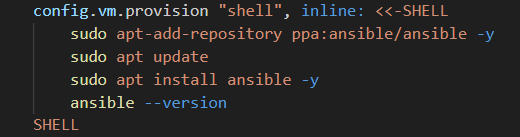 config.vm.provision "shell", inline: <<-SHELL
sudo apt-add-repository ppa:ansible/ansible -y
sudo apt update
sudo apt install ansible -y
ansible --version
SHELL